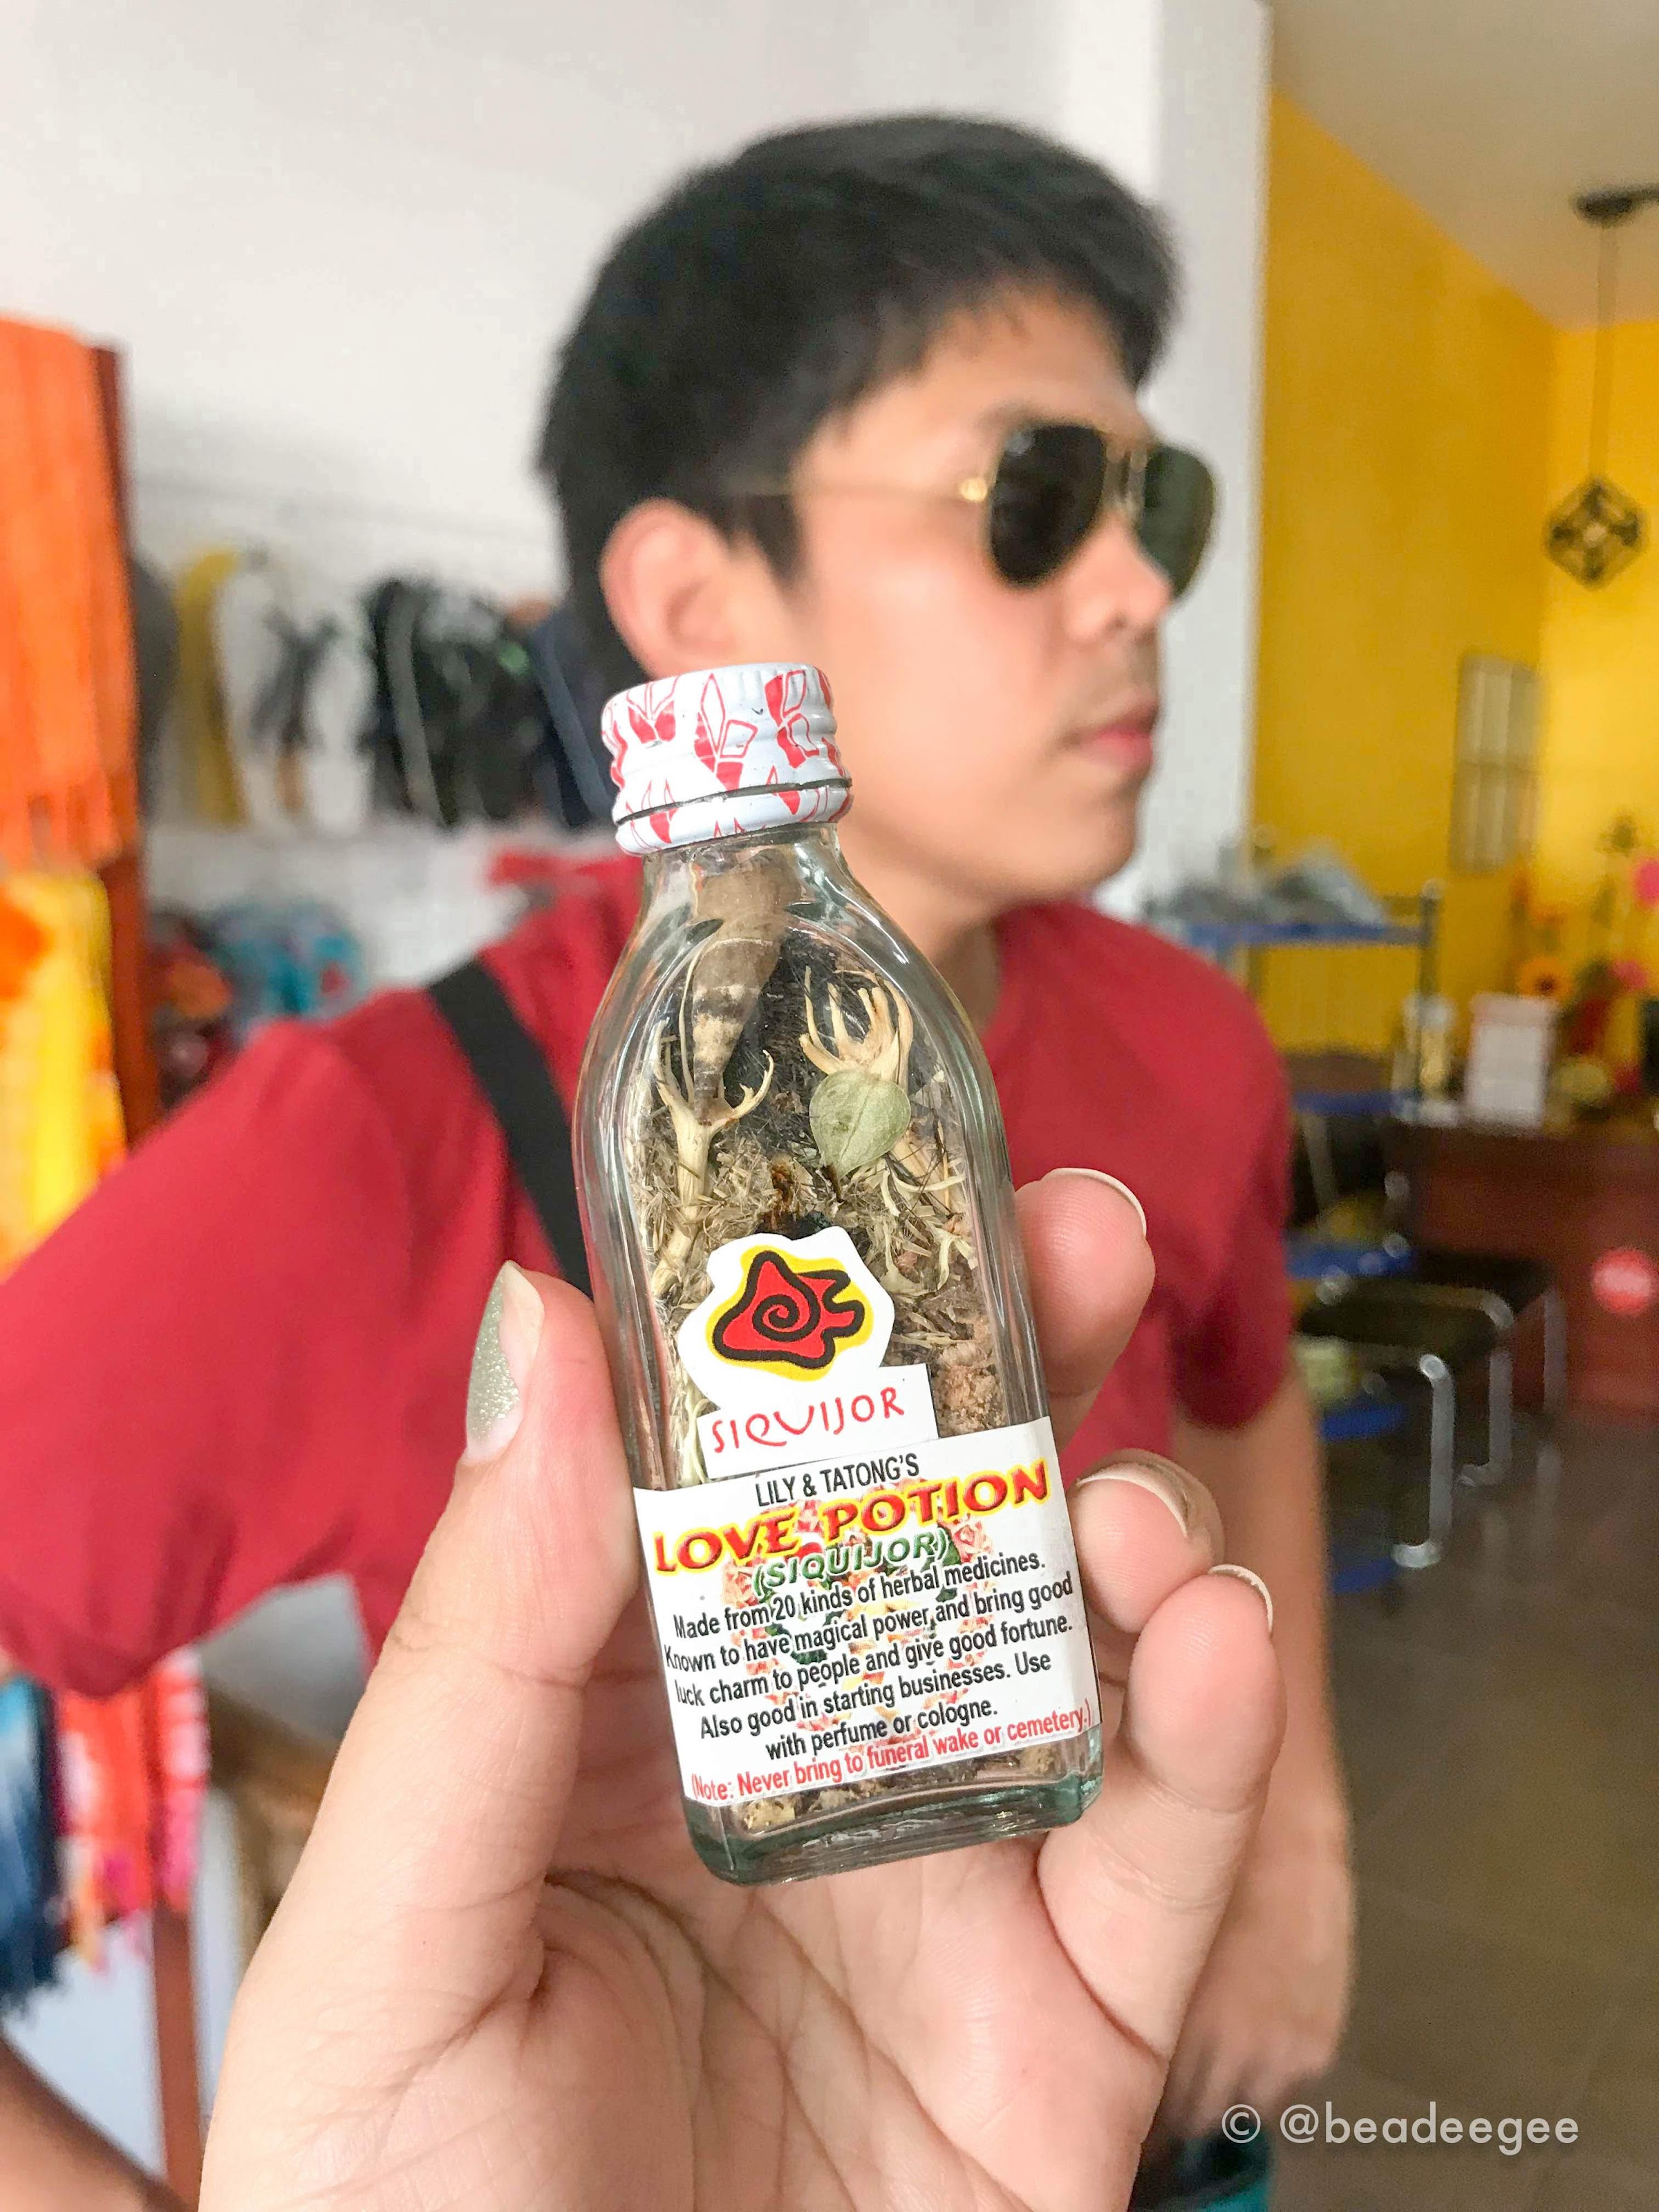 SIQUIJOR
LILY & TATONG'S
LOVE POTION
(SIQUIJOR)
Made from 20 kinds of herbal medicines.
Known to have magical power and bring good
luck charm to people and give good fortune.
Also good in starting businesses. Use
with perfume or cologne.
(Note: Never bring to funeral wake or cemetery.)
© @beadeegee